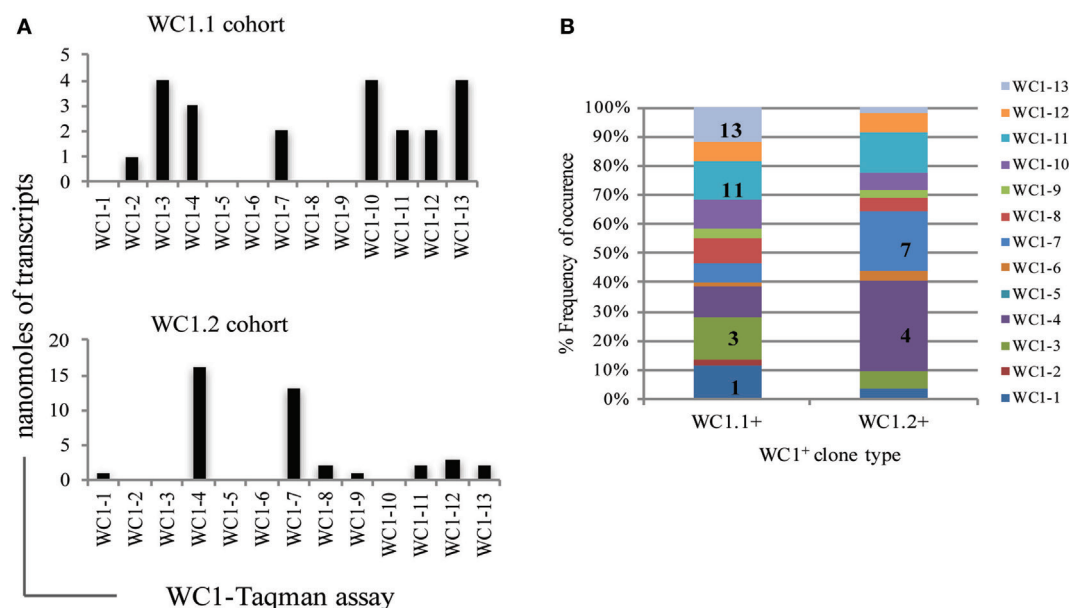 A
WC1.1 cohort
5
4
3
2
1
0
WC1-1
WC1-2
WC1-3
WC1-4
WC1-5
WC1-6
WC1-7
WC1-8
WC1-9
WC1-10
WC1-11
WC1-12
WC1-13
nanomoles of transcripts
WC1.2 cohort
20
15
10
5
0
WC1-1
WC1-2
WC1-3
WC1-4
WC1-5
WC1-6
WC1-7
WC1-8
WC1-9
WC1-10
WC1-11
WC1-12
WC1-13
WC1-Taqman assay
B
% Frequency of occurence
100%
90%
80%
70%
60%
50%
40%
30%
20%
10%
0%
13
11
3
1
7
4
WC1.1+
WC1.2+
WC1+ clone type
WC1-13
WC1-12
WC1-11
WC1-10
WC1-9
WC1-8
WC1-7
WC1-6
WC1-5
WC1-4
WC1-3
WC1-2
WC1-1